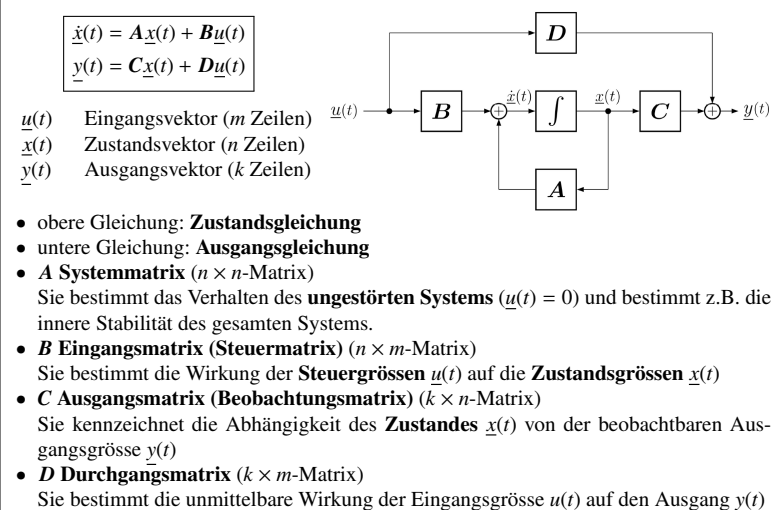 ẋ(t) = Ax(t) + Bu(t)
y(t) = Cx(t) + Du(t)
u(t) Eingangsvektor (m Zeilen)
x(t) Zustandsvektor (n Zeilen)
y(t) Ausgangsvektor (k Zeilen)
D
u(t) B ẋ(t) ∫ x(t) C y(t)
A
• obere Gleichung: Zustandsgleichung
• untere Gleichung: Ausgangsgleichung
• A Systemmatrix (n × n-Matrix)
Sie bestimmt das Verhalten des ungestörten Systems (u(t) = 0) und bestimmt z.B. die
innere Stabilität des gesamten Systems.
• B Eingangsmatrix (Steuermatrix) (n × m-Matrix)
Sie bestimmt die Wirkung der Steuergrössen u(t) auf die Zustandsgrössen x(t)
• C Ausgangsmatrix (Beobachtungsmatrix) (k × n-Matrix)
Sie kennzeichnet die Abhängigkeit des Zustandes x(t) von der beobachtbaren Aus-
gangsgrösse y(t)
• D Durchgangsmatrix (k × m-Matrix)
Sie bestimmt die unmittelbare Wirkung der Eingangsgrösse u(t) auf den Ausgang y(t)